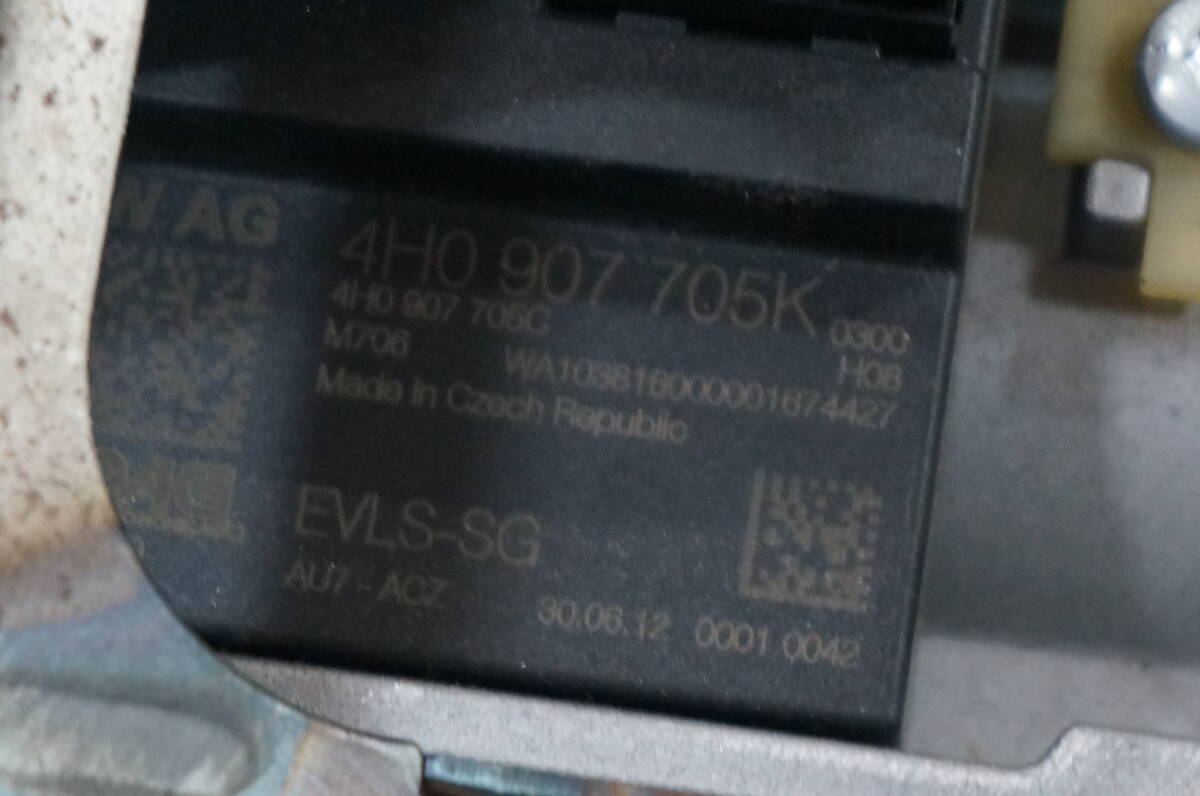 W AG
4H0 907 705K 0300
4H0 907 705C H08
M706 WA103816000001674427
Made in Czech Republic
EVLS-SG
AU7 - ACZ
30.06.12 0001 0042